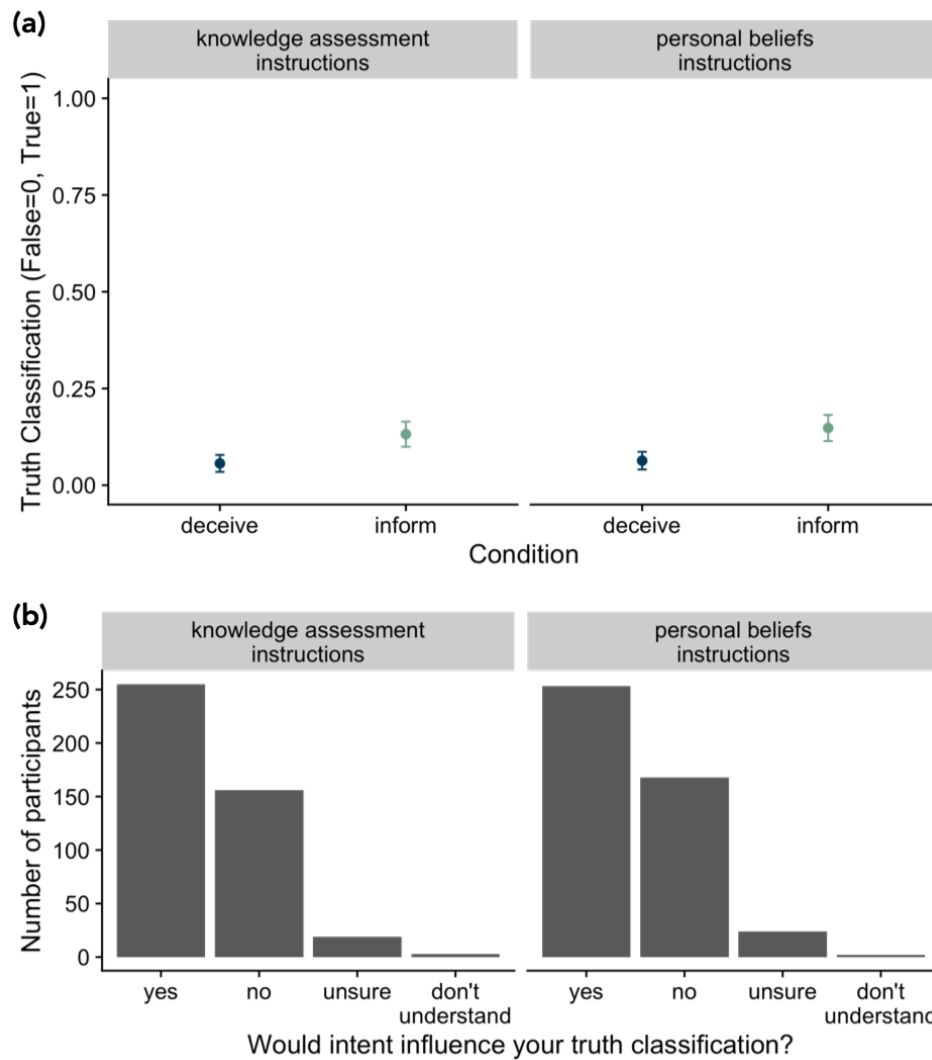 (a)
knowledge assessment
instructions
personal beliefs
instructions
Truth Classification (False=0, True=1)
1.00
0.75
0.50
0.25
0.00
deceive
inform
deceive
inform
Condition
(b)
knowledge assessment
instructions
personal beliefs
instructions
Number of participants
250
200
150
100
50
0
yes
no
unsure
don't
understand
yes
no
unsure
don't
understand
Would intent influence your truth classification?